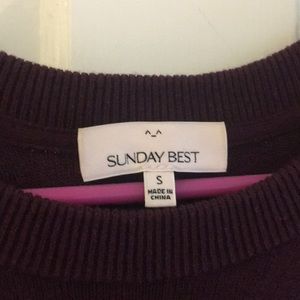 ^_^
SUNDAY BEST
S
MADE IN
CHINA